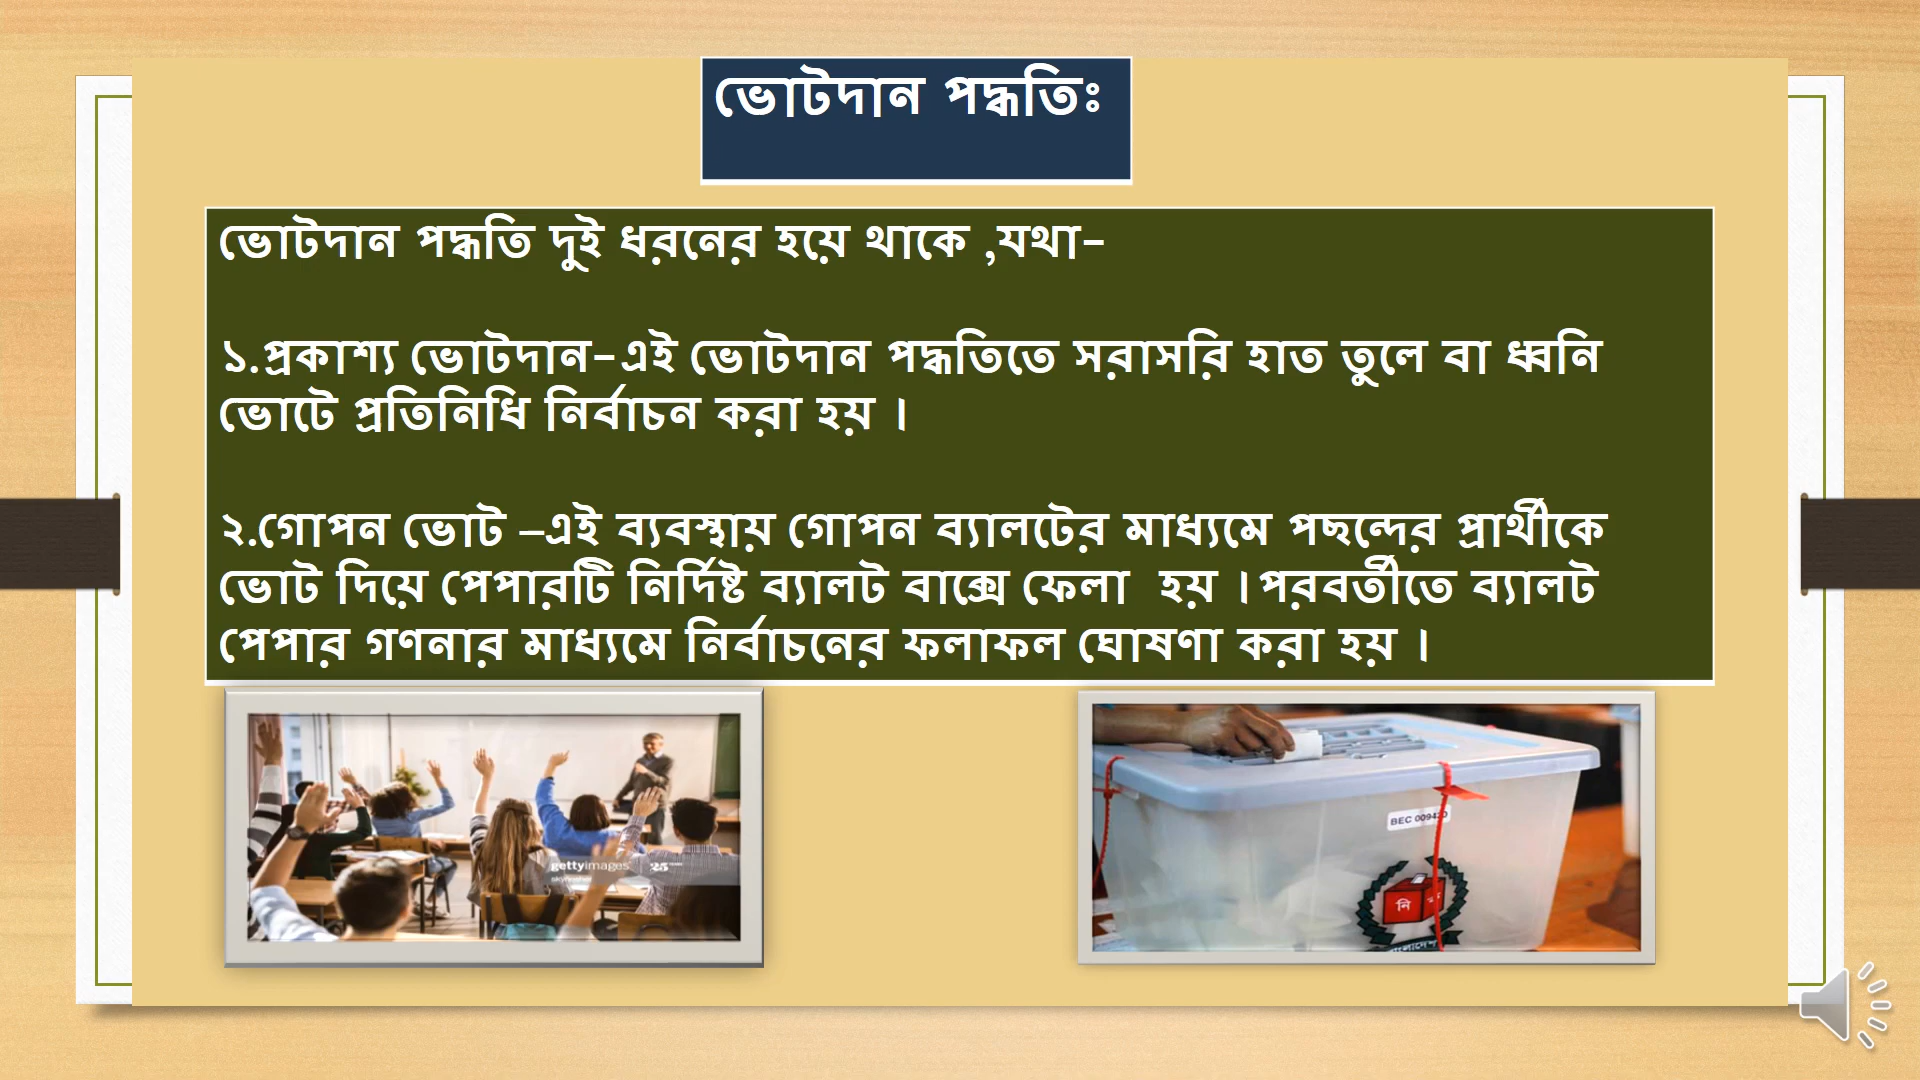 ভোটদান পদ্ধতিঃ
ভোটদান পদ্ধতি দুই ধরনের হয়ে থাকে ,যথা–
১.প্রকাশ্য ভোটদান–এই ভোটদান পদ্ধতিতে সরাসরি হাত তুলে বা ধ্বনি
ভোটে প্রতিনিধি নির্বাচন করা হয় ।
২.গোপন ভোট –এই ব্যবস্থায় গোপন ব্যালটের মাধ্যমে পছন্দের প্রার্থীকে
ভোট দিয়ে পেপারটি নির্দিষ্ট ব্যালট বাক্সে ফেলা হয় । পরবর্তীতে ব্যালট
পেপার গণনার মাধ্যমে নির্বাচনের ফলাফল ঘোষণা করা হয় ।
gettyimages
BEC
নি